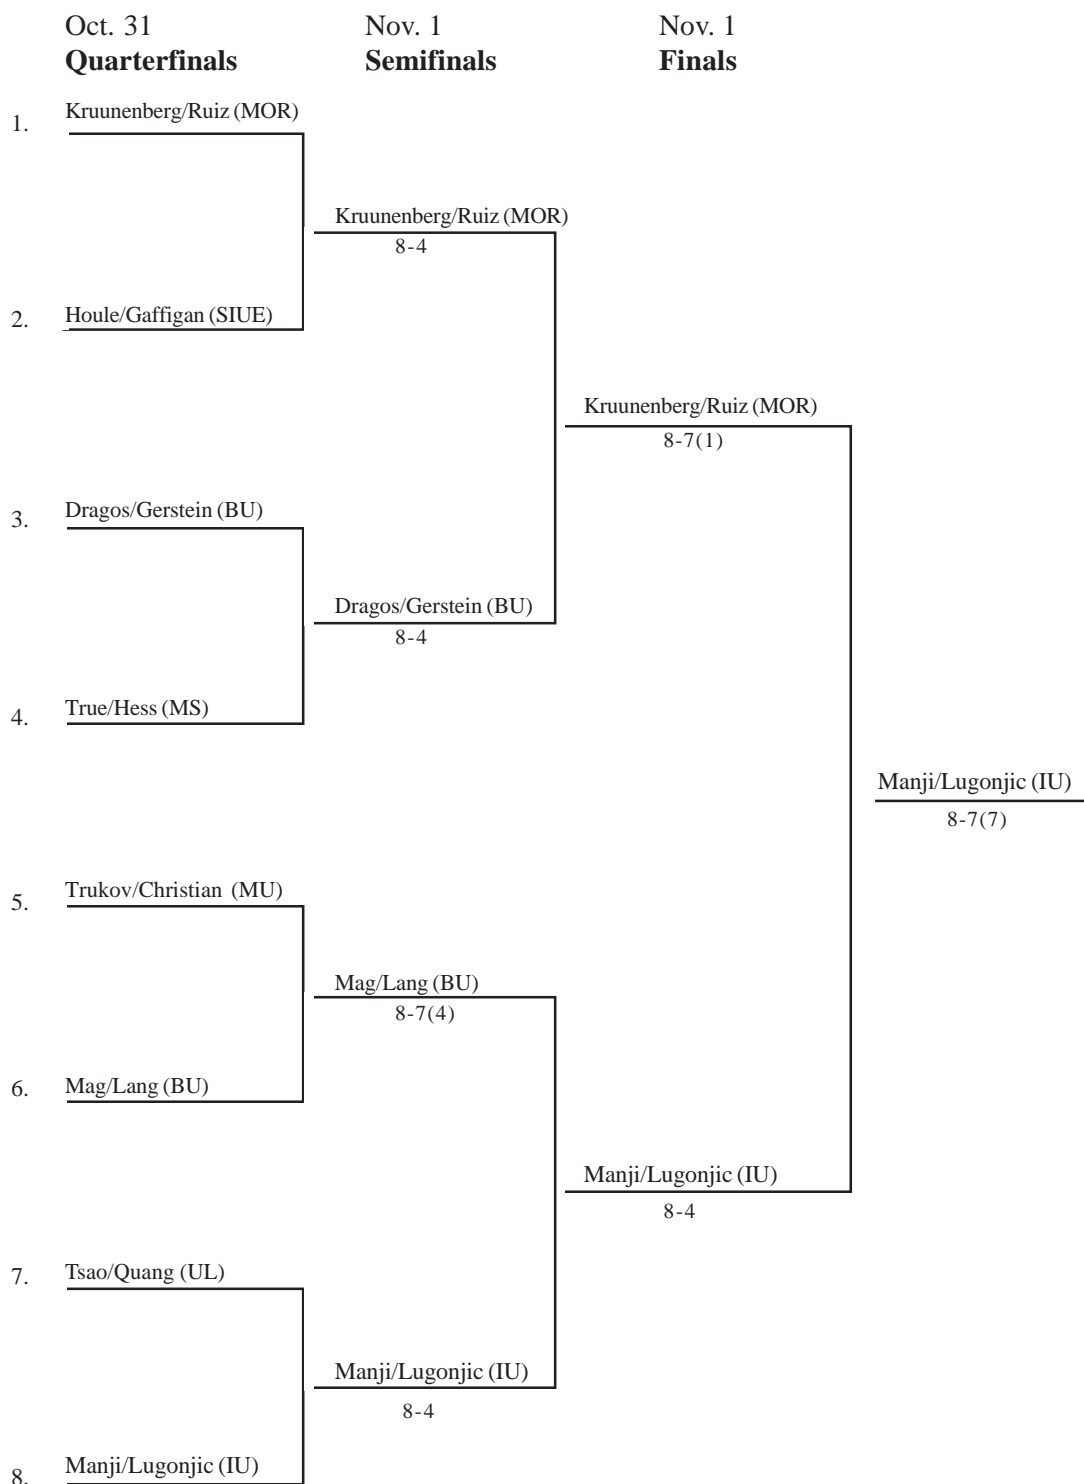 Oct. 31 Nov. 1 Nov. 1
Quarterfinals Semifinals Finals
1. Kruunenberg/Ruiz (MOR)
Kruunenberg/Ruiz (MOR)
8-4
2. Houle/Gaffigan (SIUE)
Kruunenberg/Ruiz (MOR)
8-7(1)
3. Dragos/Gerstein (BU)
Dragos/Gerstein (BU)
8-4
4. True/Hess (MS)
Manji/Lugonjic (IU)
8-7(7)
5. Trukov/Christian (MU)
Mag/Lang (BU)
8-7(4)
6. Mag/Lang (BU)
Manji/Lugonjic (IU)
8-4
7. Tsao/Quang (UL)
Manji/Lugonjic (IU)
8-4
8. Manji/Lugonjic (IU)